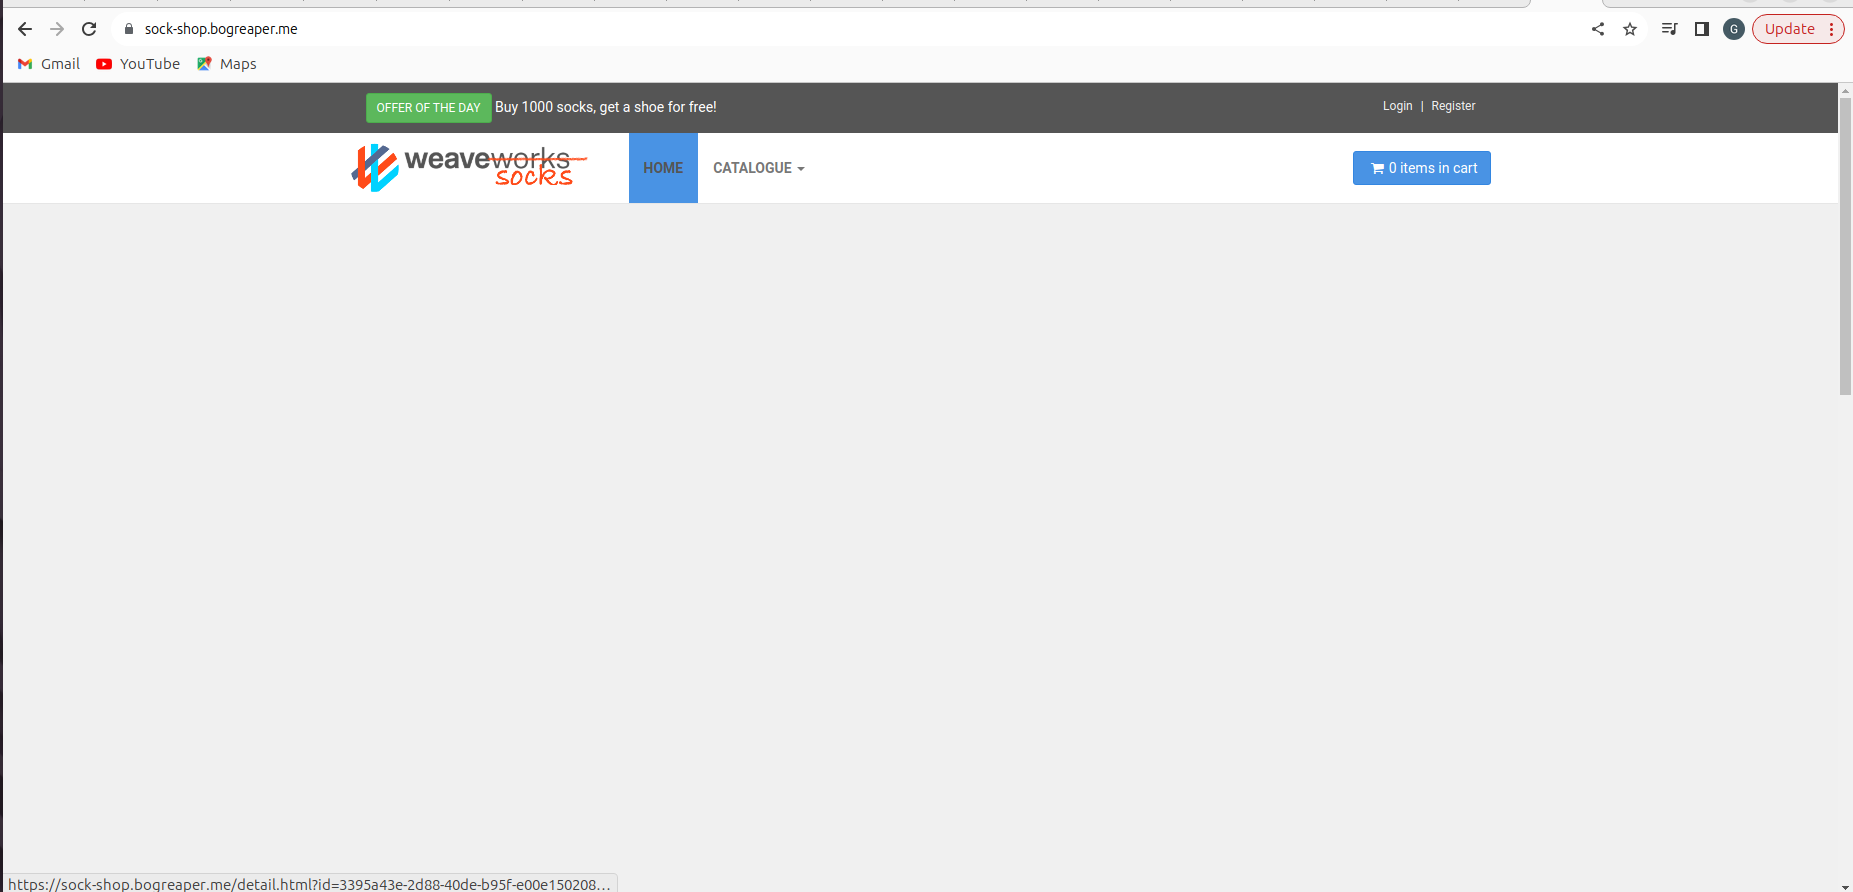 sock-shop.bogreaper.me
G
Update
Gmail YouTube Maps
OFFER OF THE DAY Buy 1000 socks, get a shoe for free! Login | Register
weaveworks socks HOME CATALOGUE 0 items in cart
https://sock-shop.bogreaper.me/detail.html?id=3395a43e-2d88-40de-b95f-e00e150208...